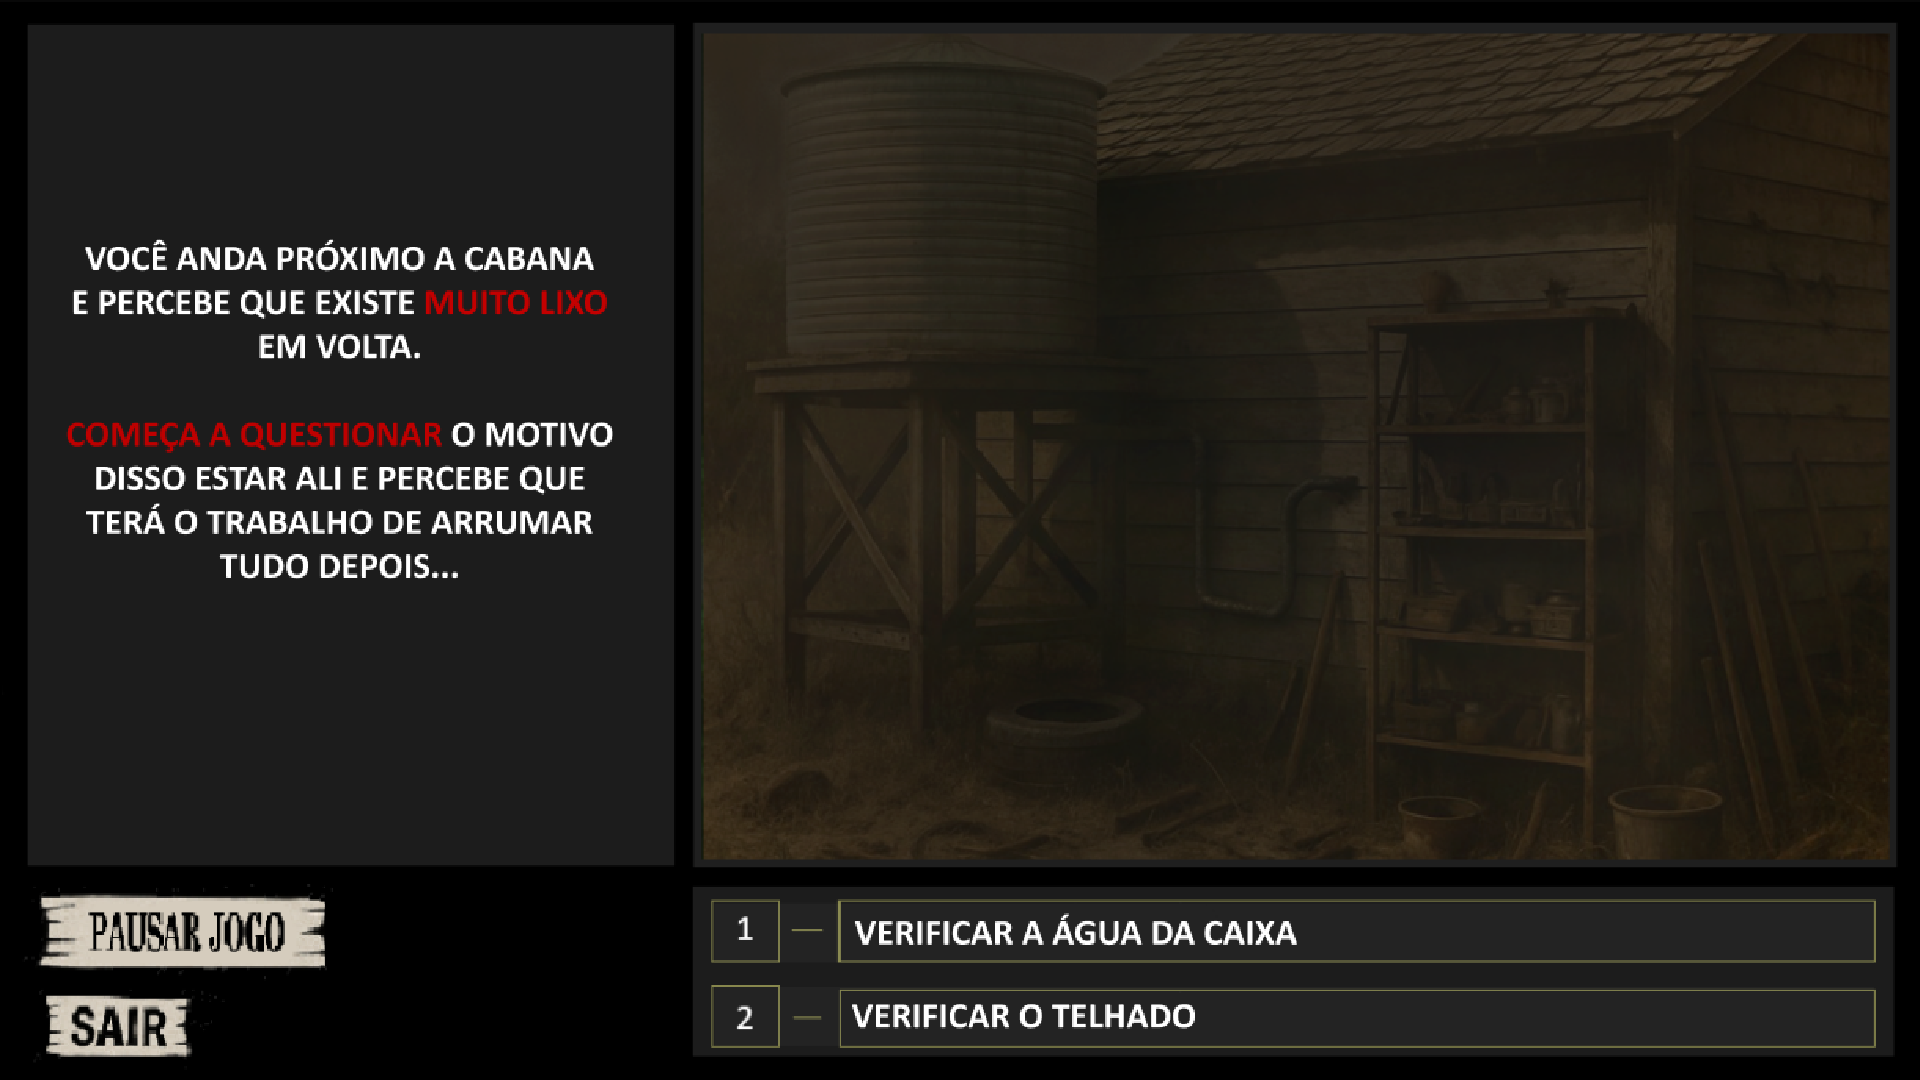 VOCÊ ANDA PRÓXIMO A CABANA
E PERCEBE QUE EXISTE MUITO LIXO
EM VOLTA.
COMEÇA A QUESTIONAR O MOTIVO
DISSO ESTAR ALI E PERCEBE QUE
TERÁ O TRABALHO DE ARRUMAR
TUDO DEPOIS...
PAUSAR JOGO
SAIR
1 — VERIFICAR A ÁGUA DA CAIXA
2 — VERIFICAR O TELHADO